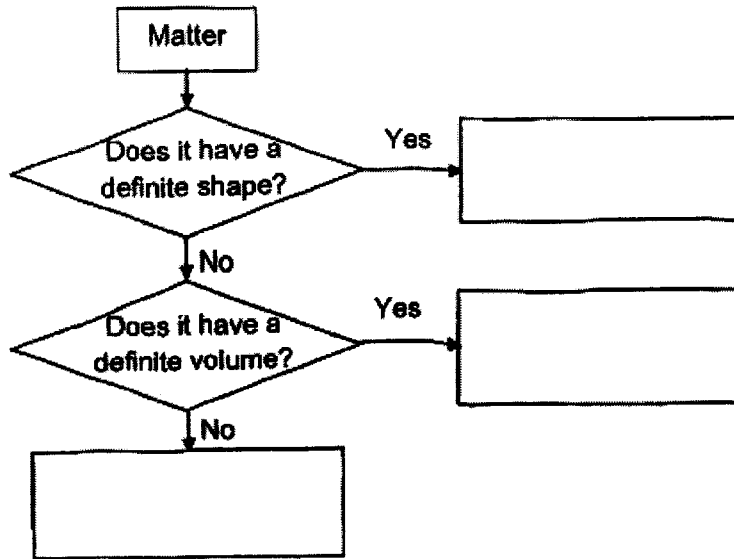 Matter
Does it have a
definite shape?
Yes
No
Does it have a
definite volume?
Yes
No